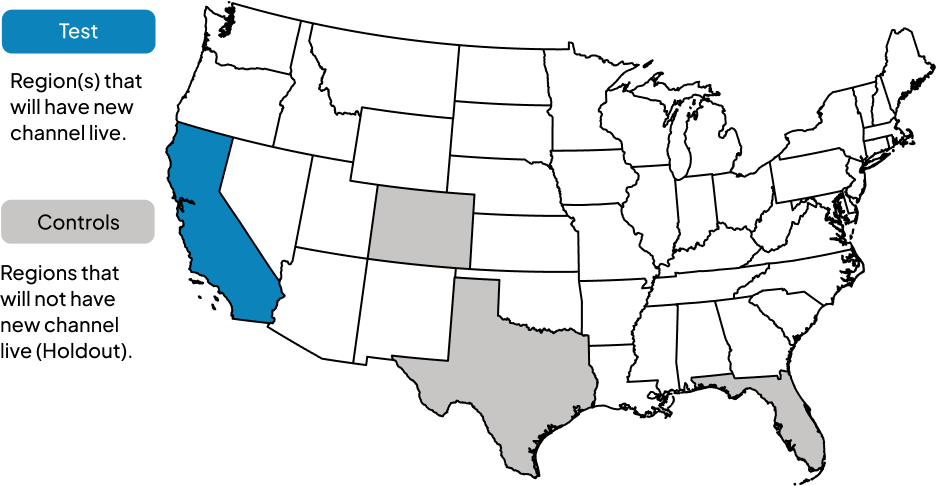 Test
Region(s) that
will have new
channel live.
Controls
Regions that
will not have
new channel
live (Holdout).